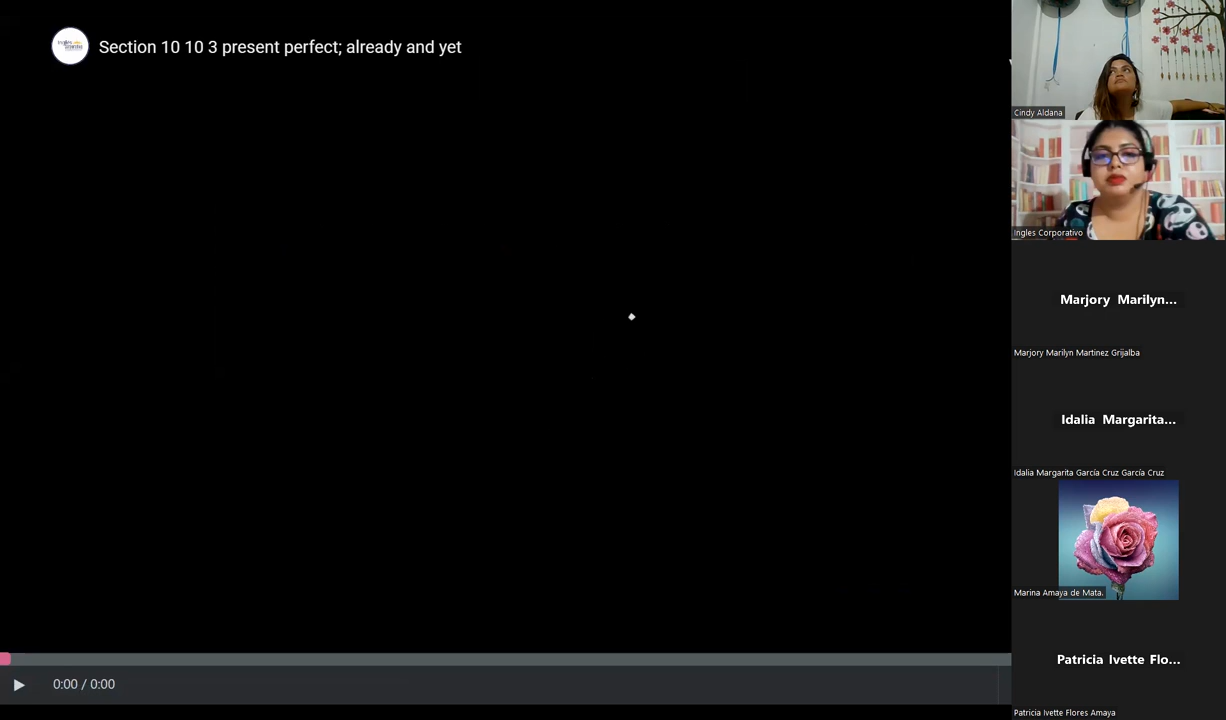 Section 10 10 3 present perfect; already and yet
Cindy Aldana
Ingles Corporativo
Marjory Marilyn...
Marjory Marilyn Martinez Grijalba
Idalia Margarita...
Idalia Margarita García Cruz García Cruz
Marina Amaya de Mata.
Patricia Ivette Flo...
Patricia Ivette Flores Amaya
0:00 / 0:00